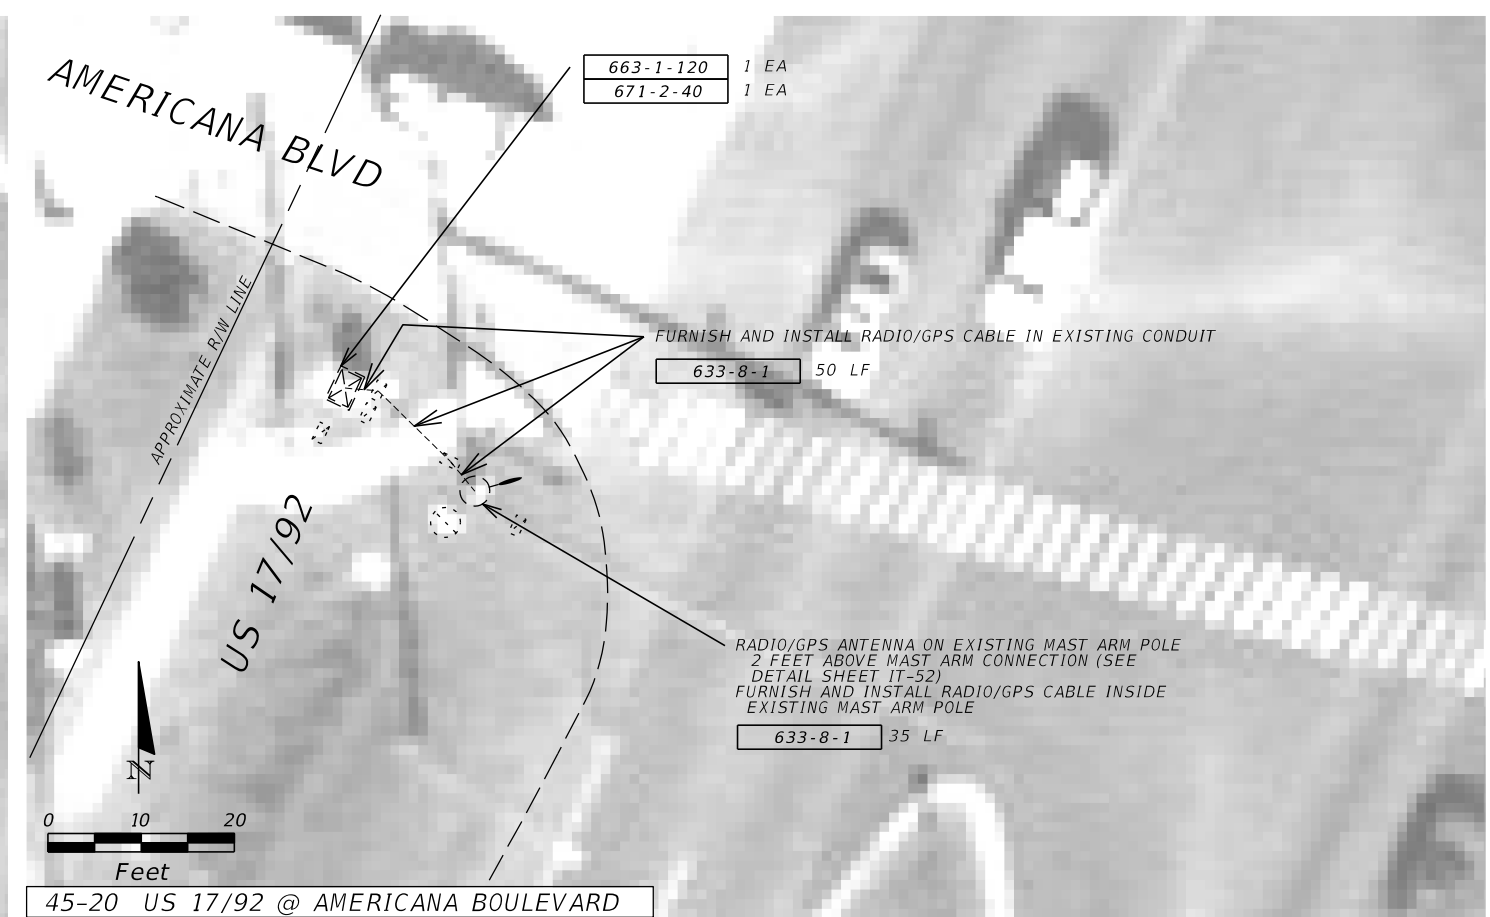 AMERICANA BLVD
663-1-120 1 EA
671-2-40 1 EA
APPROXIMATE R/W LINE
FURNISH AND INSTALL RADIO/GPS CABLE IN EXISTING CONDUIT
633-8-1 50 LF
US 17/92
RADIO/GPS ANTENNA ON EXISTING MAST ARM POLE
2 FEET ABOVE MAST ARM CONNECTION (SEE
DETAIL SHEET IT-52)
FURNISH AND INSTALL RADIO/GPS CABLE INSIDE
EXISTING MAST ARM POLE
633-8-1 35 LF
N
0 10 20
Feet
45-20 US 17/92 @ AMERICANA BOULEVARD